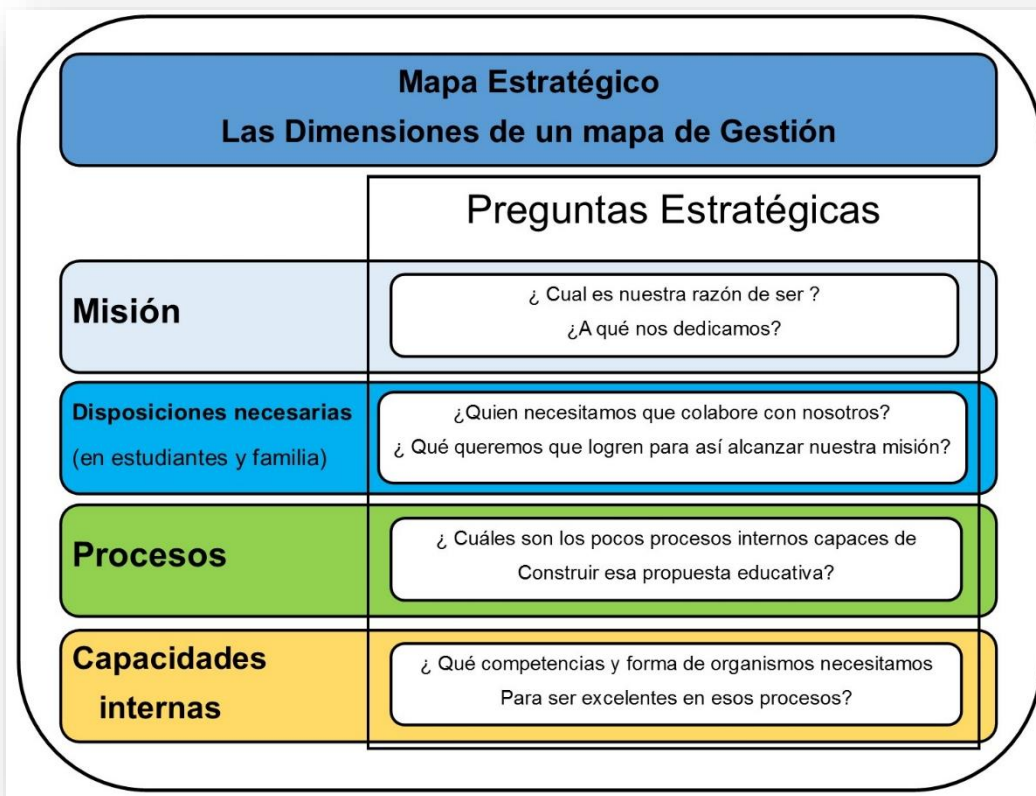 Mapa Estratégico
Las Dimensiones de un mapa de Gestión
Preguntas Estratégicas
Misión
¿ Cual es nuestra razón de ser ?
¿A qué nos dedicamos?
Disposiciones necesarias
(en estudiantes y familia)
¿Quien necesitamos que colabore con nosotros?
¿ Qué queremos que logren para así alcanzar nuestra misión?
Procesos
¿ Cuáles son los pocos procesos internos capaces de
Construir esa propuesta educativa?
Capacidades
internas
¿ Qué competencias y forma de organismos necesitamos
Para ser excelentes en esos procesos?